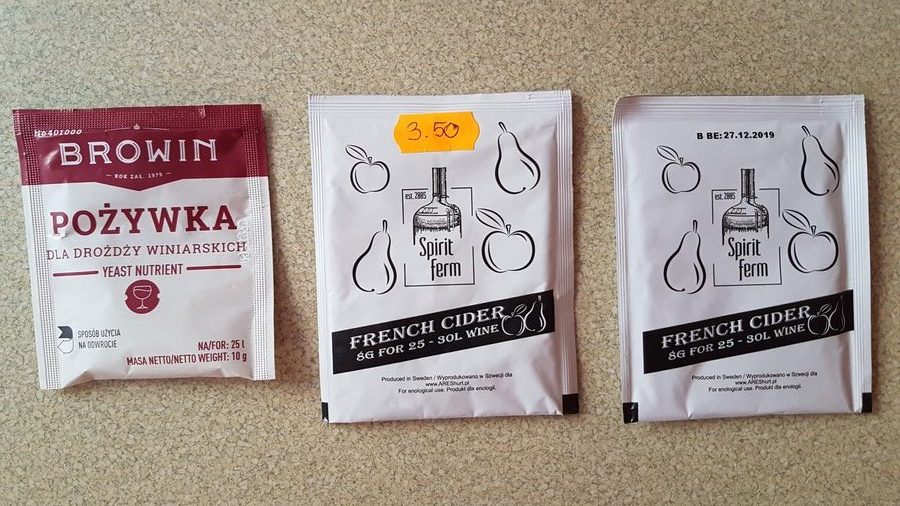 No401000
BROWIN
ROK ZAŁ. 1979
POŻYWKA
DLA DROŻDŻY WINIARSKICH
YEAST NUTRIENT
SPOSÓB UŻYCIA
NA ODWROCIE
NA/FOR: 25 l
MASA NETTO/NETTO WEIGHT: 10 g
3.50
est. 2005
Spirit
ferm
FRENCH CIDER
8G FOR 25 - 30L WINE
Produced in Sweden / Wyprodukowano w Szwecji dla
www.AREShurt.pl
For enological use. Produkt dla enologii.
B BE: 27.12.2019
est. 2005
Spirit
ferm
FRENCH CIDER
8G FOR 25 - 30L WINE
Produced in Sweden / Wyprodukowano w Szwecji dla
www.AREShurt.pl
For enological use. Produkt dla enologii.